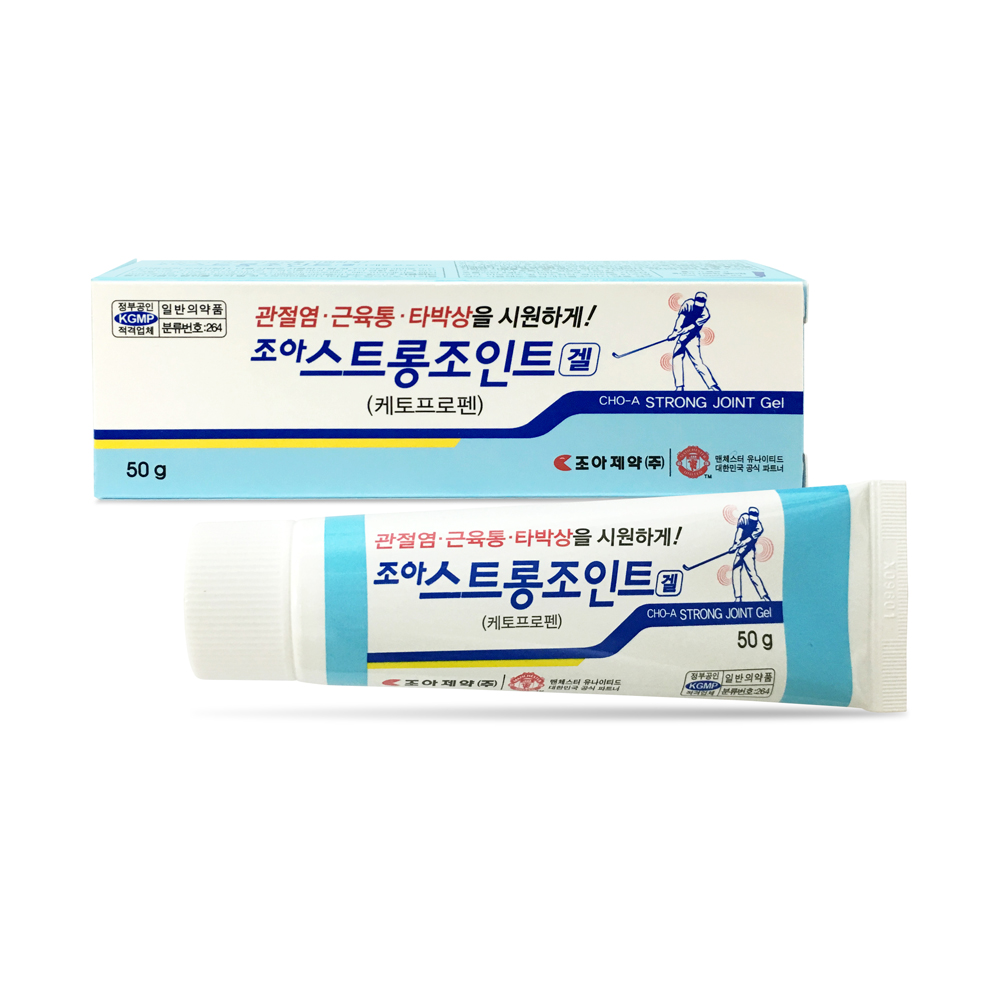 정부공인
KGMP
적격업체
일반의약품
분류번호:264
관절염·근육통·타박상을 시원하게!
조아스트롱조인트 겔
(케토프로펜)
CHO-A STRONG JOINT Gel
50 g
조아제약(주)
맨체스터 유나이티드
대한민국 공식 파트너
TM
관절염·근육통·타박상을 시원하게!
조아스트롱조인트 겔
(케토프로펜)
CHO-A STRONG JOINT Gel
50 g
조아제약(주)
맨체스터 유나이티드
대한민국 공식 파트너
정부공인
KGMP
적격업체
일반의약품
분류번호:264